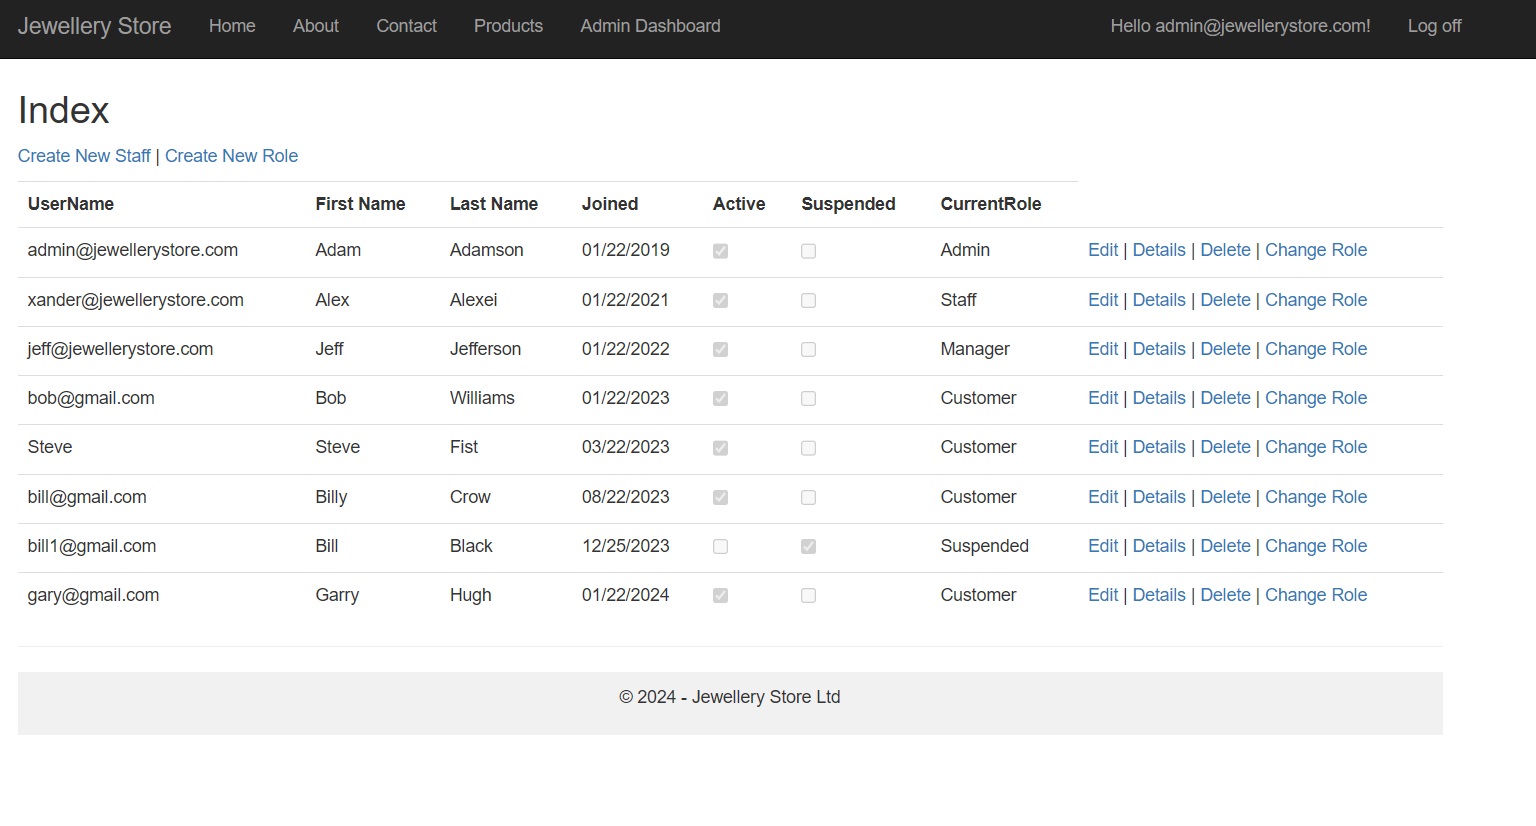 Jewellery Store Home About Contact Products Admin Dashboard Hello admin@jewellerystore.com! Log off
Index
Create New Staff | Create New Role
UserName First Name Last Name Joined Active Suspended CurrentRole
admin@jewellerystore.com Adam Adamson 01/22/2019 Admin Edit | Details | Delete | Change Role
xander@jewellerystore.com Alex Alexei 01/22/2021 Staff Edit | Details | Delete | Change Role
jeff@jewellerystore.com Jeff Jefferson 01/22/2022 Manager Edit | Details | Delete | Change Role
bob@gmail.com Bob Williams 01/22/2023 Customer Edit | Details | Delete | Change Role
Steve Steve Fist 03/22/2023 Customer Edit | Details | Delete | Change Role
bill@gmail.com Billy Crow 08/22/2023 Customer Edit | Details | Delete | Change Role
bill1@gmail.com Bill Black 12/25/2023 Suspended Edit | Details | Delete | Change Role
gary@gmail.com Garry Hugh 01/22/2024 Customer Edit | Details | Delete | Change Role
© 2024 - Jewellery Store Ltd